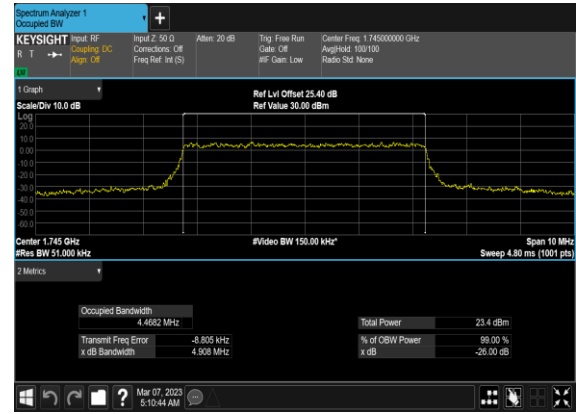 Spectrum Analyzer 1
Occupied BW
KEYSIGHT Input: RF
R T Coupling: DC
Align: Off
Input Z: 50 Ω
Corrections: Off
Freq Ref: Int (S)
Atten: 20 dB
Trig: Free Run
Gate: Off
#IF Gain: Low
Center Freq: 1.745000000 GHz
Avg|Hold: 100/100
Radio Std: None
LW
1 Graph
Scale/Div 10.0 dB
Ref Lvl Offset 25.40 dB
Ref Value 30.00 dBm
Log
20.0
10.0
0.00
-10.0
-20.0
-30.0
-40.0
-50.0
-60.0
Center 1.745 GHz
#Res BW 51.000 kHz
#Video BW 150.00 kHz*
Span 10 MHz
Sweep 4.80 ms (1001 pts)
2 Metrics
Occupied Bandwidth
4.4682 MHz
Transmit Freq Error -8.805 kHz
x dB Bandwidth 4.908 MHz
Total Power 23.4 dBm
% of OBW Power 99.00 %
x dB -26.00 dB
?
Mar 07, 2023
5:10:44 AM